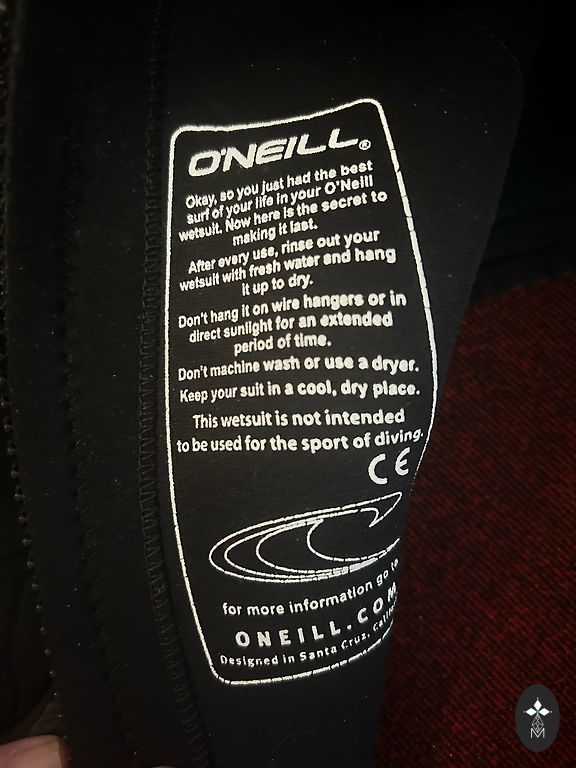 O'NEILL®
Okay, so you just had the best
surf of your life in your O'Neill
wetsuit. Now here is the secret to
making it last.
After every use, rinse out your
wetsuit with fresh water and hang
it up to dry.
Don't hang it on wire hangers or in
direct sunlight for an extended
period of time.
Don't machine wash or use a dryer.
Keep your suit in a cool, dry place.
This wetsuit is not intended
to be used for the sport of diving.
CE
for more information go to
ONEILL.COM
Designed in Santa Cruz,
M